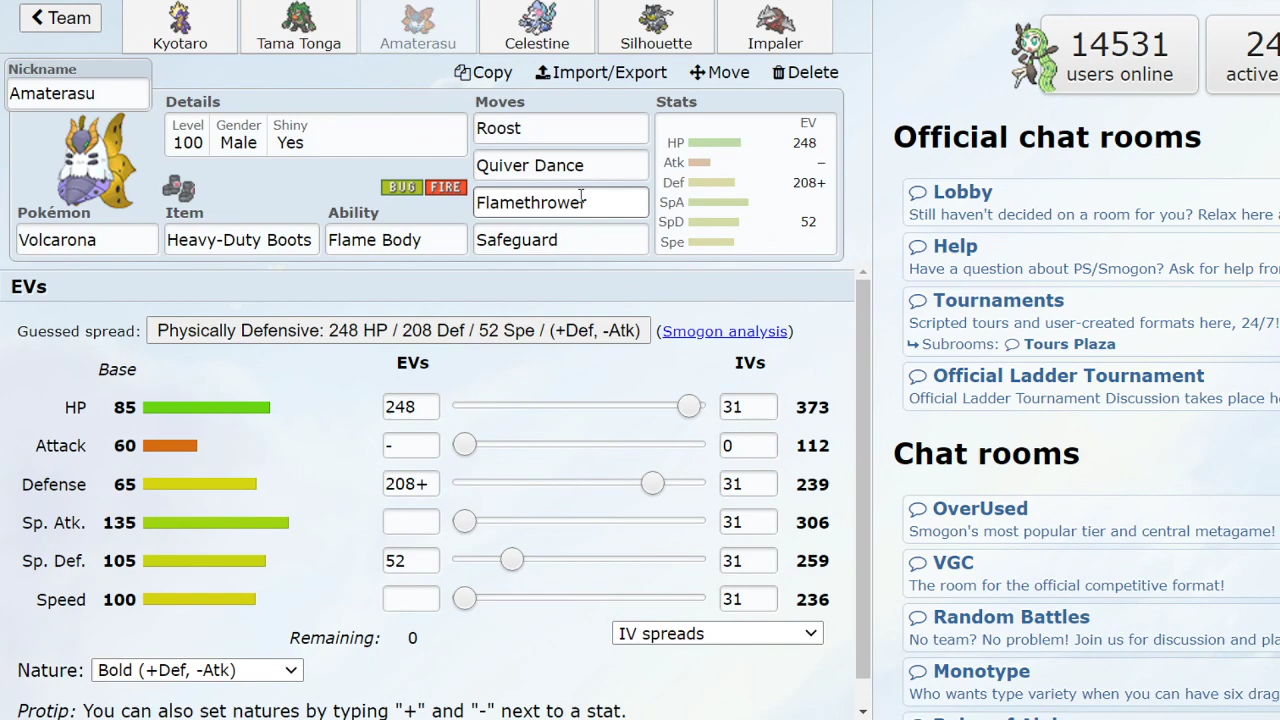 Team
Kyotaro
Tama Tonga
Amaterasu
Celestine
Silhouette
Impaler
Nickname
Amaterasu
Copy
Import/Export
Move
Delete
Details
Level
100
Gender
Male
Shiny
Yes
BUG
FIRE
Pokémon
Volcarona
Item
Heavy-Duty Boots
Ability
Flame Body
Moves
Roost
Quiver Dance
Flamethrower
Safeguard
Stats
EV
HP 248
Atk –
Def 208+
SpA
SpD 52
Spe
EVs
Guessed spread: Physically Defensive: 248 HP / 208 Def / 52 Spe / (+Def, -Atk) (Smogon analysis)
Base EVs IVs
HP 85 248 31 373
Attack 60 - 0 112
Defense 65 208+ 31 239
Sp. Atk. 135 31 306
Sp. Def. 105 52 31 259
Speed 100 31 236
Remaining: 0
IV spreads
Nature: Bold (+Def, -Atk)
Protip: You can also set natures by typing "+" and "-" next to a stat.
14531
users online
24
active
Official chat rooms
Lobby
Still haven't decided on a room for you? Relax here
Help
Have a question about PS/Smogon? Ask for help from
Tournaments
Scripted tours and user-created formats here, 24/7!
Subrooms: Tours Plaza
Official Ladder Tournament
Official Ladder Tournament Discussion takes place
Chat rooms
OverUsed
Smogon's most popular tier and central metagame!
VGC
The room for the official competitive format!
Random Battles
No team? No problem! Join us for discussion and
Monotype
Who wants type variety when you can have six